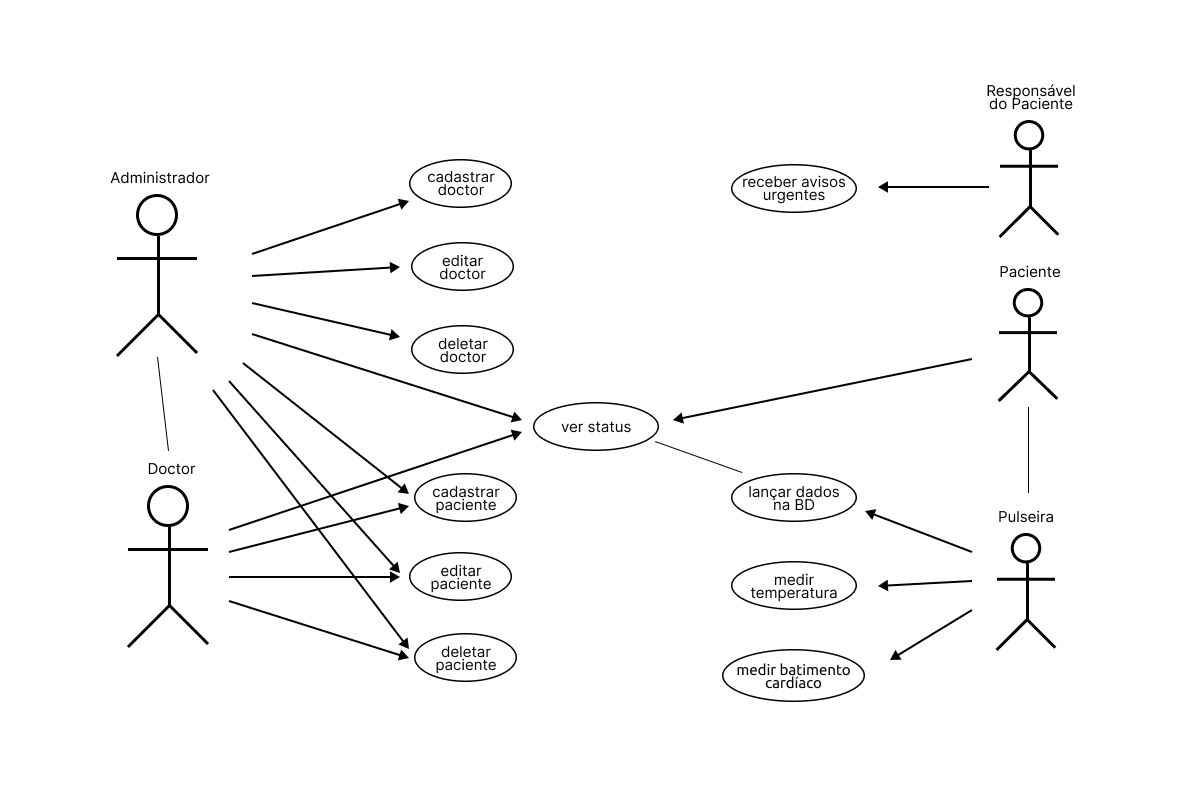 Responsável
do Paciente
Administrador
cadastrar
doctor
receber avisos
urgentes
editar
doctor
Paciente
deletar
doctor
ver status
Doctor
cadastrar
paciente
lançar dados
na BD
Pulseira
editar
paciente
medir
temperatura
deletar
paciente
medir batimento
cardíaco